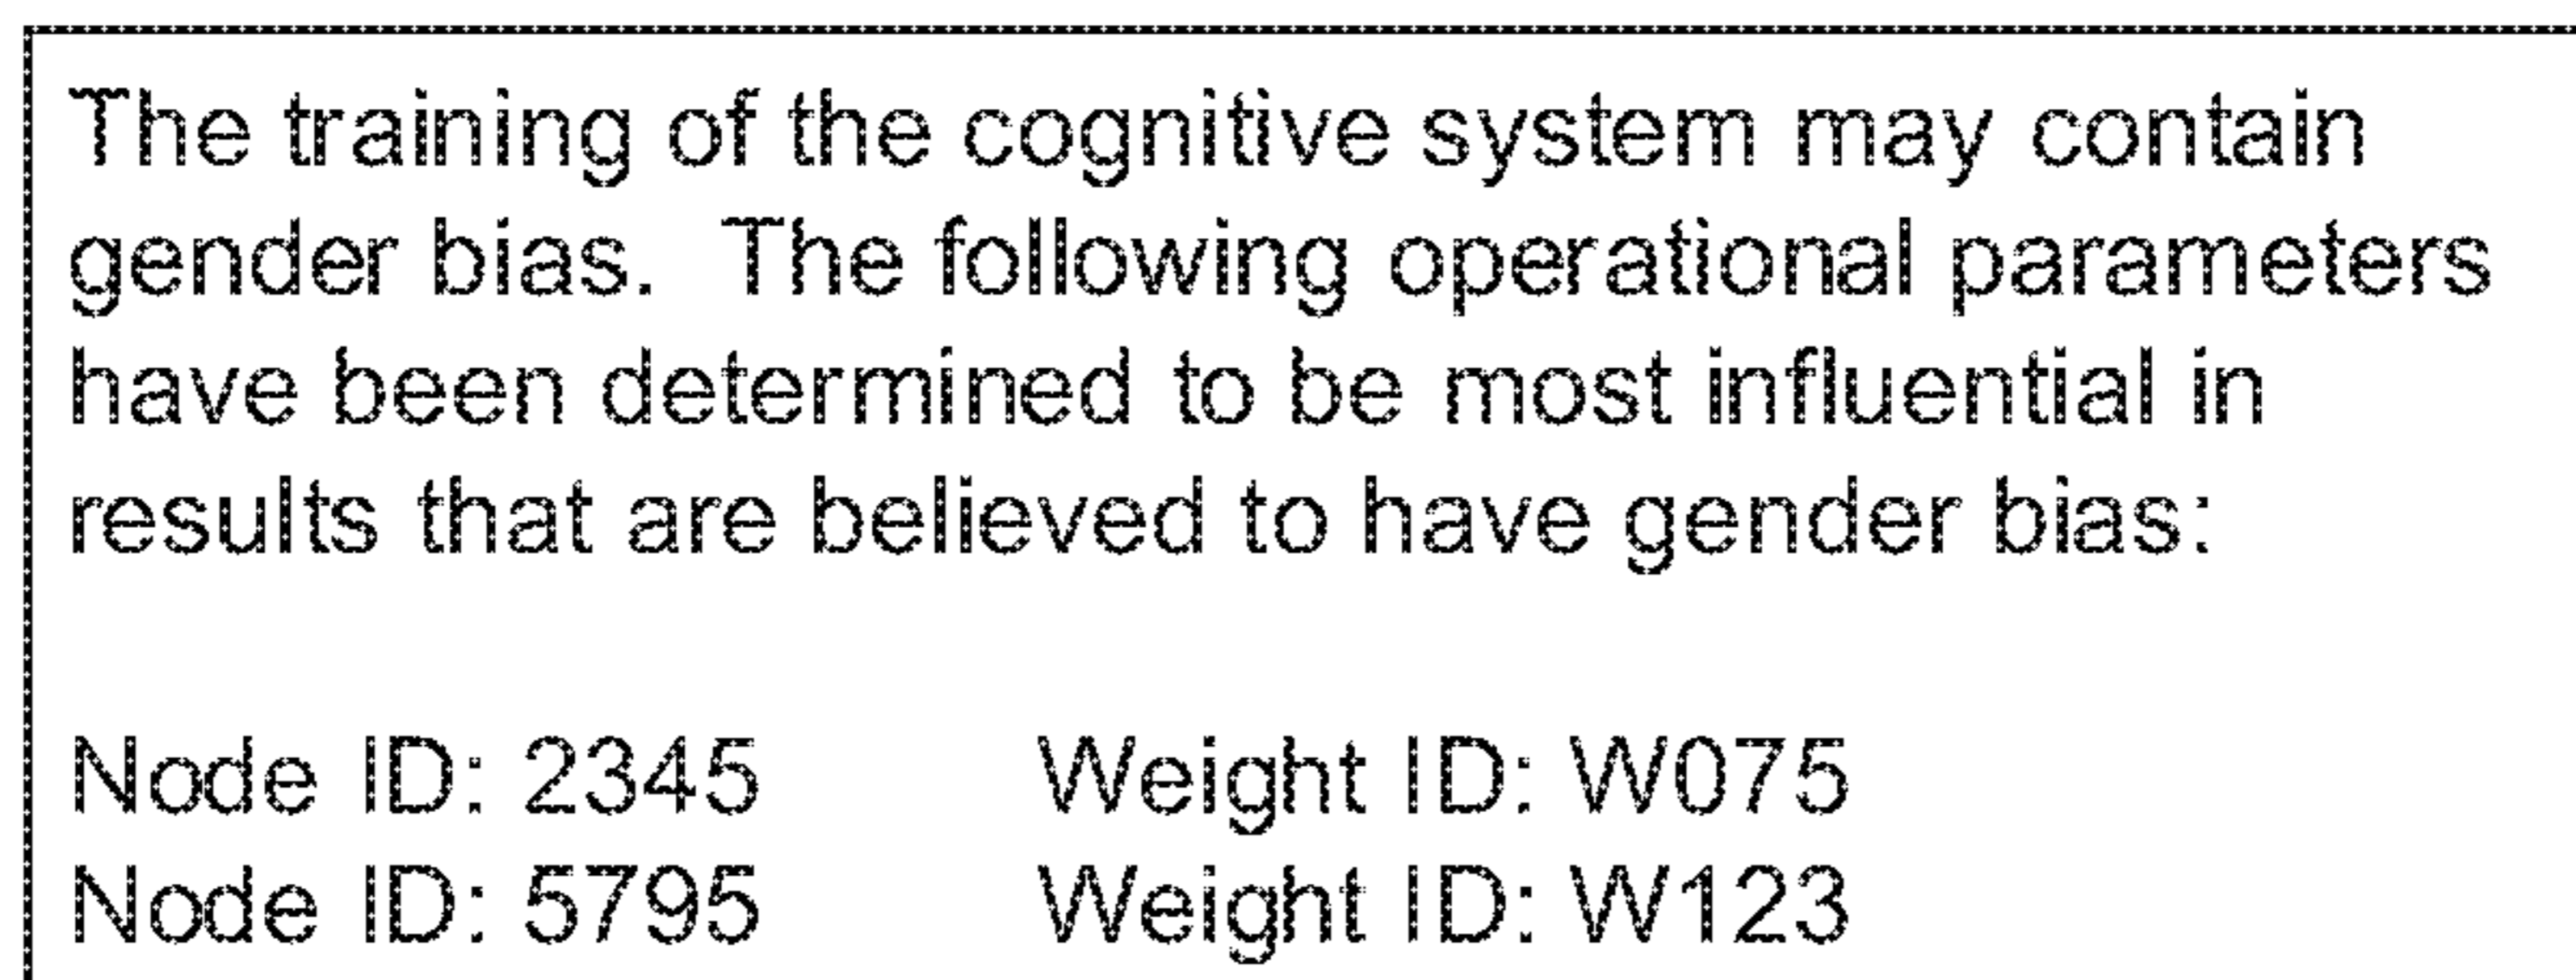 The training of the cognitive system may contain
gender bias.  The following operational parameters
have been determined to be most influential in
results that are believed to have gender bias:
Node ID: 2345 Weight ID: W075
Node ID: 5795 Weight ID: W123